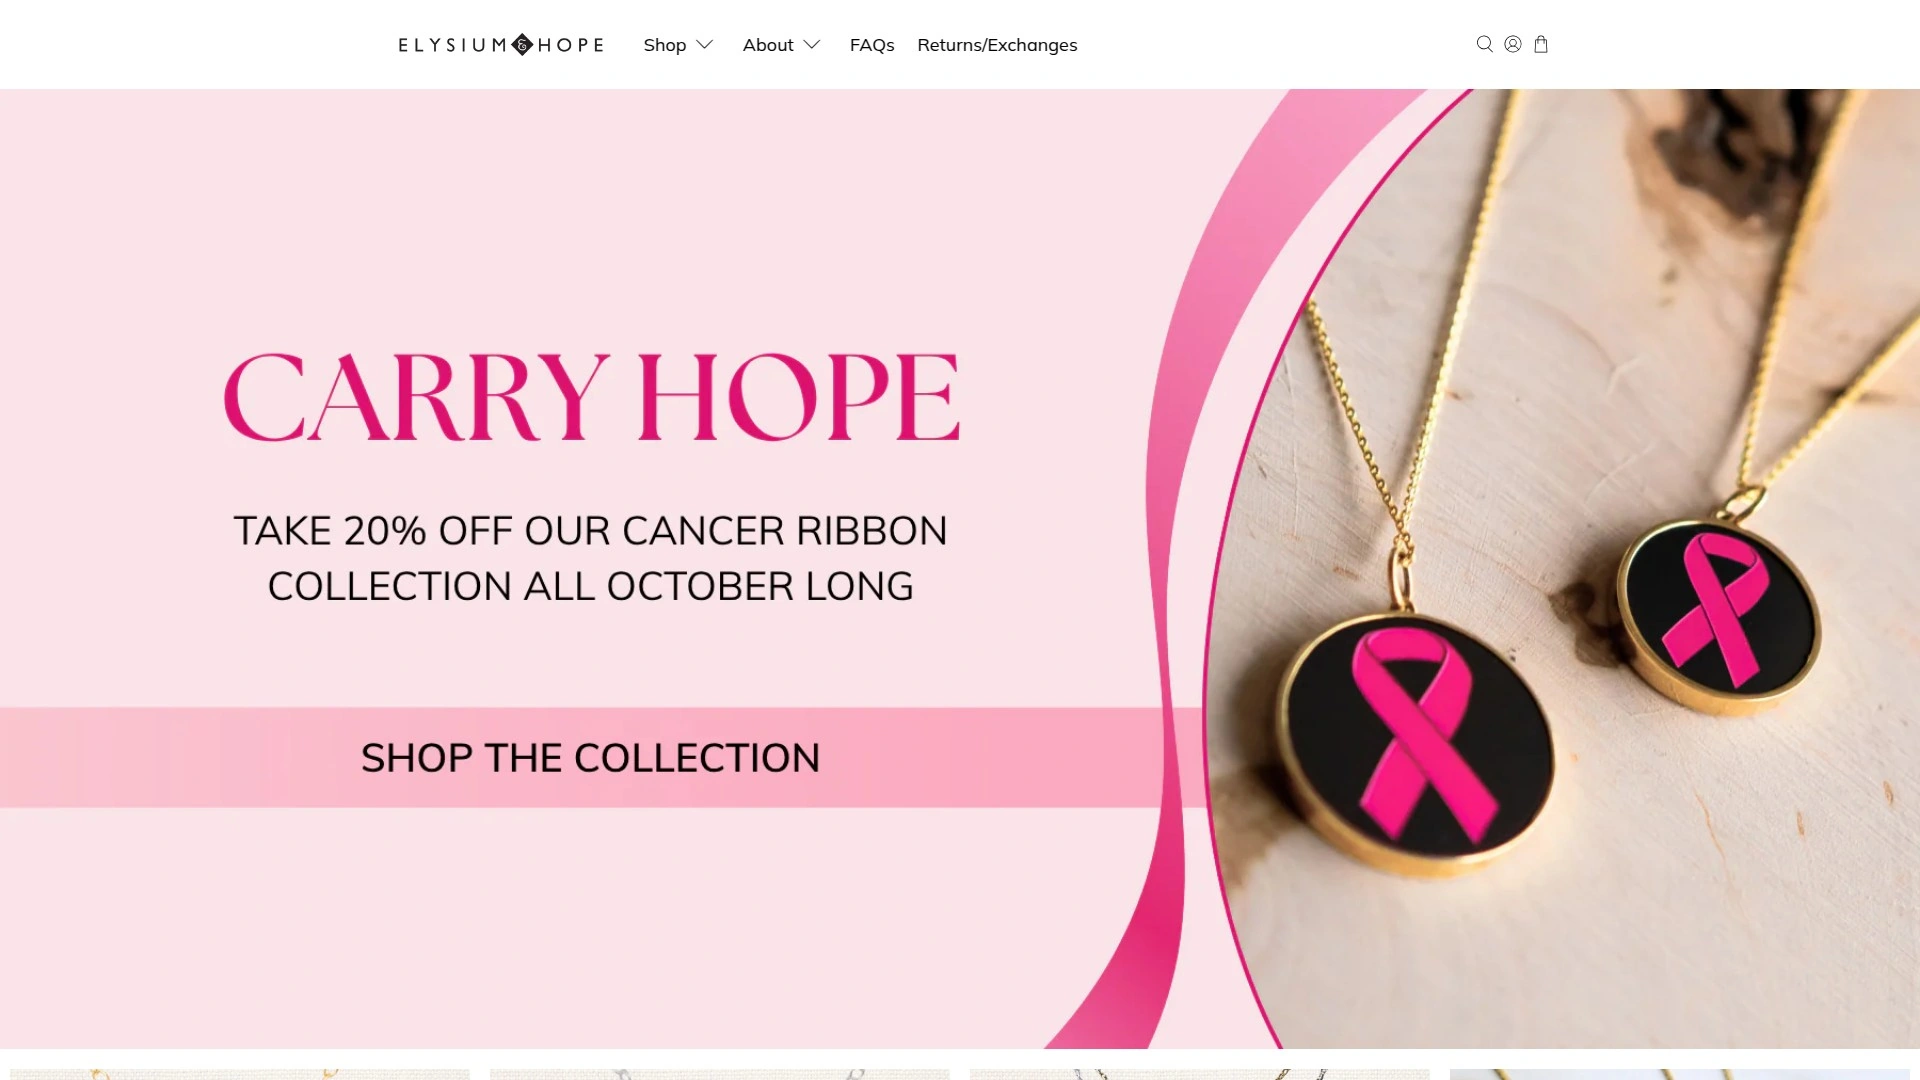 ELYSIUM & HOPE
Shop
About
FAQs
Returns/Exchanges
CARRY HOPE
TAKE 20% OFF OUR CANCER RIBBON
COLLECTION ALL OCTOBER LONG
SHOP THE COLLECTION